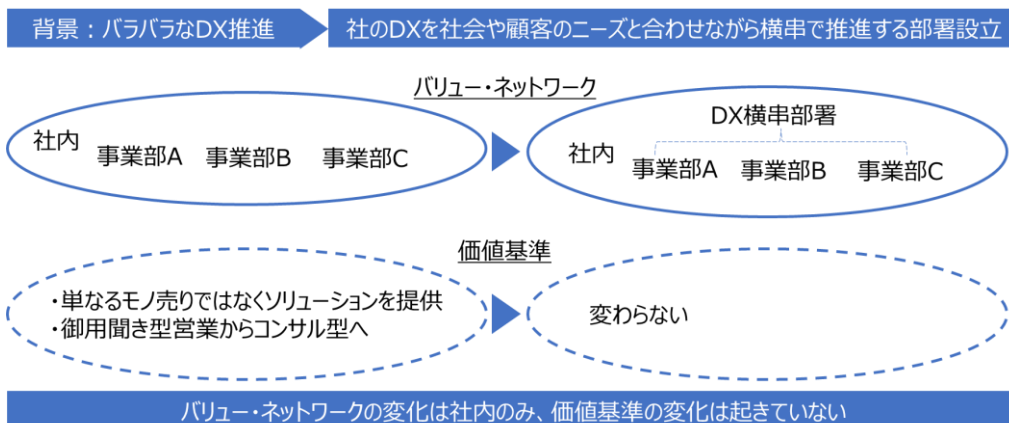 背景：バラバラなDX推進
社のDXを社会や顧客のニーズと合わせながら横串で推進する部署設立
バリュー・ネットワーク
社内
事業部A 事業部B 事業部C
DX横串部署
社内
事業部A 事業部B 事業部C
価値基準
・単なるモノ売りではなくソリューションを提供
・御用聞き型営業からコンサル型へ
変わらない
バリュー・ネットワークの変化は社内のみ、価値基準の変化は起きていない